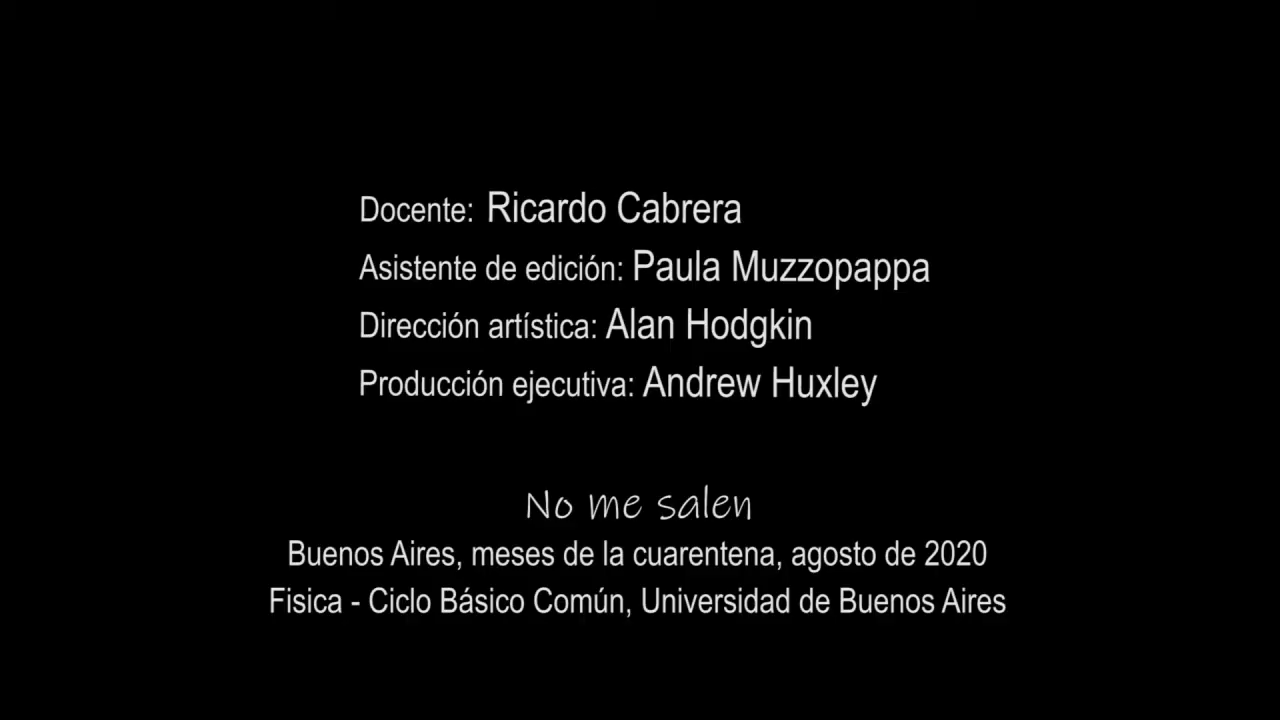 Docente: Ricardo Cabrera
Asistente de edición: Paula Muzzopappa
Dirección artística: Alan Hodgkin
Producción ejecutiva: Andrew Huxley
No me salen
Buenos Aires, meses de la cuarentena, agosto de 2020
Fisica - Ciclo Básico Común, Universidad de Buenos Aires